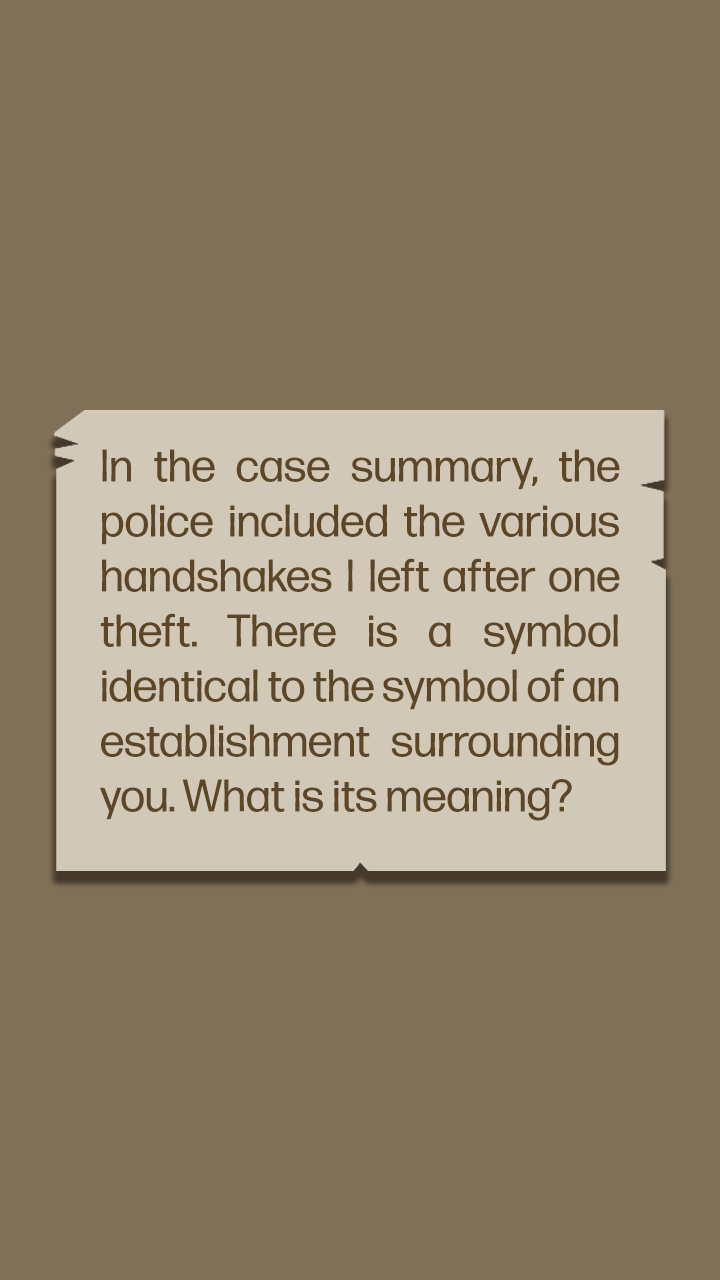 In the case summary, the
police included the various
handshakes I left after one
theft. There is a symbol
identical to the symbol of an
establishment surrounding
you. What is its meaning?